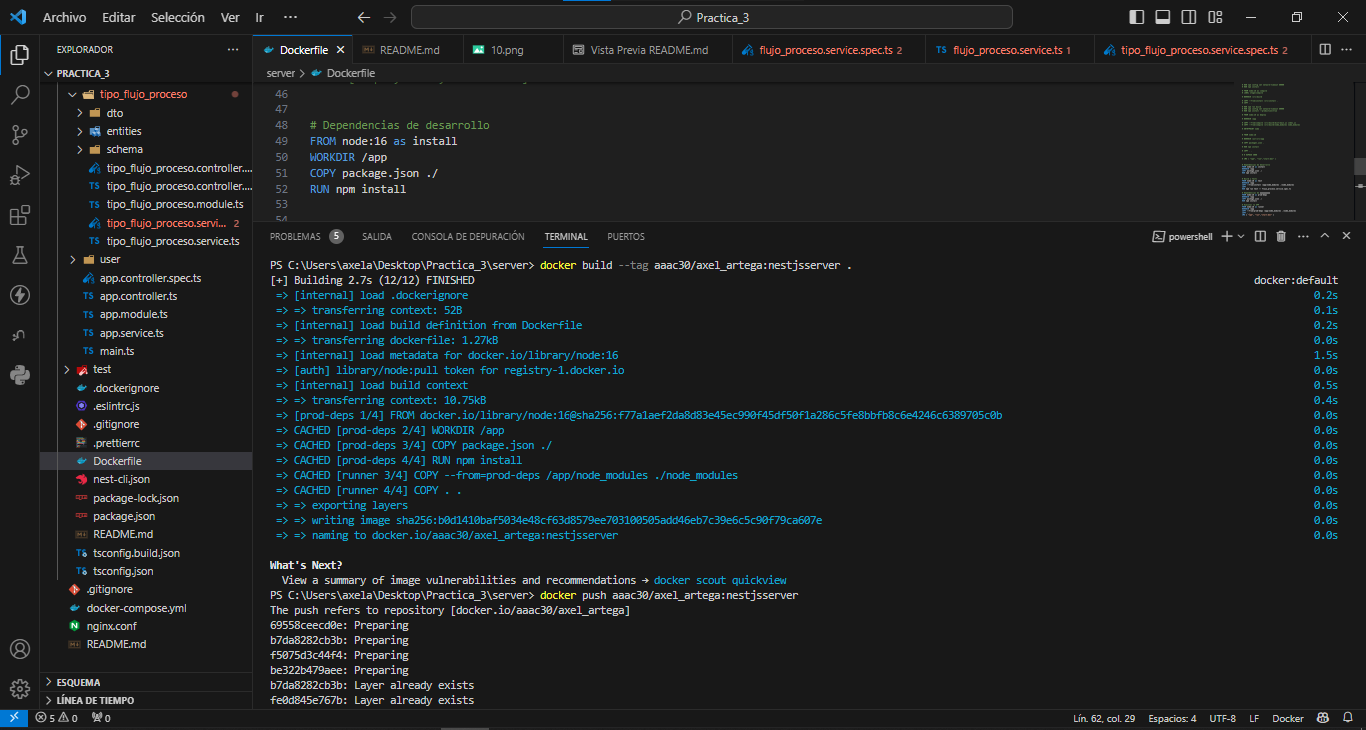 Archivo Editar Selección Ver Ir ··· Practica_3
EXPLORADOR ···
PRACTICA_3
tipo_flujo_proceso
dto
entities
schema
tipo_flujo_proceso.controller....
tipo_flujo_proceso.controller....
tipo_flujo_proceso.module.ts
tipo_flujo_proceso.servi... 2
tipo_flujo_proceso.service.ts
user
app.controller.spec.ts
app.controller.ts
app.module.ts
app.service.ts
main.ts
test
.dockerignore
.eslintrc.js
.gitignore
.prettierrc
Dockerfile
nest-cli.json
package-lock.json
package.json
README.md
tsconfig.build.json
tsconfig.json
.gitignore
docker-compose.yml
nginx.conf
README.md
ESQUEMA
LÍNEA DE TIEMPO
Dockerfile README.md 10.png Vista Previa README.md flujo_proceso.service.spec.ts 2 flujo_proceso.service.ts 1 tipo_flujo_proceso.service.spec.ts 2
server > Dockerfile
46
47
48 # Dependencias de desarrollo
49 FROM node:16 as install
50 WORKDIR /app
51 COPY package.json ./
52 RUN npm install
53
54
PROBLEMAS 5 SALIDA CONSOLA DE DEPURACIÓN TERMINAL PUERTOS powershell
PS C:\Users\axela\Desktop\Practica_3\server> docker build --tag aaac30/axel_artega:nestjsserver .
[+] Building 2.7s (12/12) FINISHED docker:default
=> [internal] load .dockerignore 0.2s
=> => transferring context: 52B 0.1s
=> [internal] load build definition from Dockerfile 0.2s
=> => transferring dockerfile: 1.27kB 0.0s
=> [internal] load metadata for docker.io/library/node:16 1.5s
=> [auth] library/node:pull token for registry-1.docker.io 0.0s
=> [internal] load build context 0.5s
=> => transferring context: 10.75kB 0.4s
=> [prod-deps 1/4] FROM docker.io/library/node:16@sha256:f77a1aef2da8d83e45ec990f45df50f1a286c5fe8bbfb8c6e4246c6389705c0b 0.0s
=> CACHED [prod-deps 2/4] WORKDIR /app 0.0s
=> CACHED [prod-deps 3/4] COPY package.json ./ 0.0s
=> CACHED [prod-deps 4/4] RUN npm install 0.0s
=> CACHED [runner 3/4] COPY --from=prod-deps /app/node_modules ./node_modules 0.0s
=> CACHED [runner 4/4] COPY . . 0.0s
=> => exporting layers 0.0s
=> => writing image sha256:b0d1410baf5034e48cf63d8579ee703100505add46eb7c39e6c5c90f79ca607e 0.0s
=> => naming to docker.io/aaac30/axel_artega:nestjsserver 0.0s
What's Next?
View a summary of image vulnerabilities and recommendations → docker scout quickview
PS C:\Users\axela\Desktop\Practica_3\server> docker push aaac30/axel_artega:nestjsserver
The push refers to repository [docker.io/aaac30/axel_artega]
69558ceecd0e: Preparing
b7da8282cb3b: Preparing
f5075d3c44f4: Preparing
be322b479aee: Preparing
b7da8282cb3b: Layer already exists
fe0d845e767b: Layer already exists
5 0 0 Lín. 62, col. 29 Espacios: 4 UTF-8 LF Docker